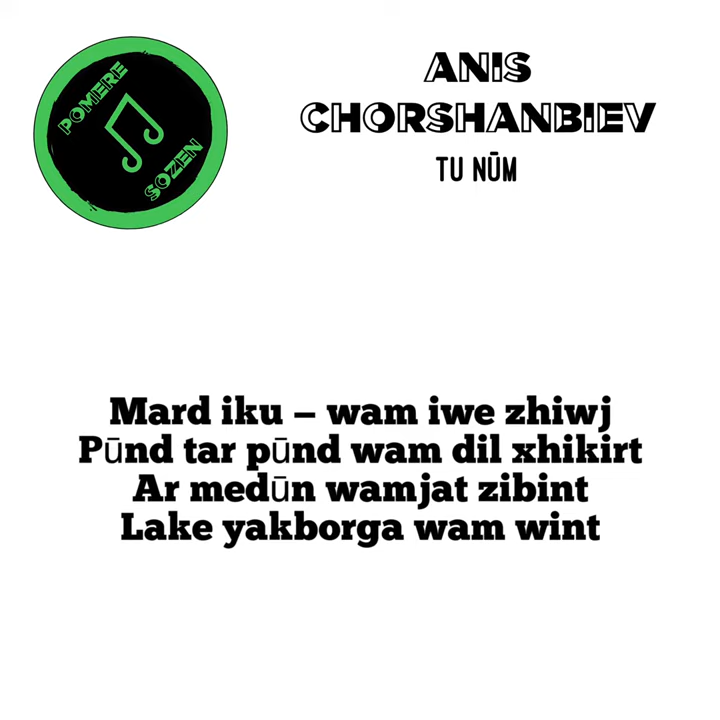 POMERE
SOZEN
ANIS
CHORSHANBIEV
TU NŪM
Mard iku – wam iwe zhiwj
Pūnd tar pūnd wam dil xhikirt
Ar medūn wamjat zibint
Lake yakborga wam wint